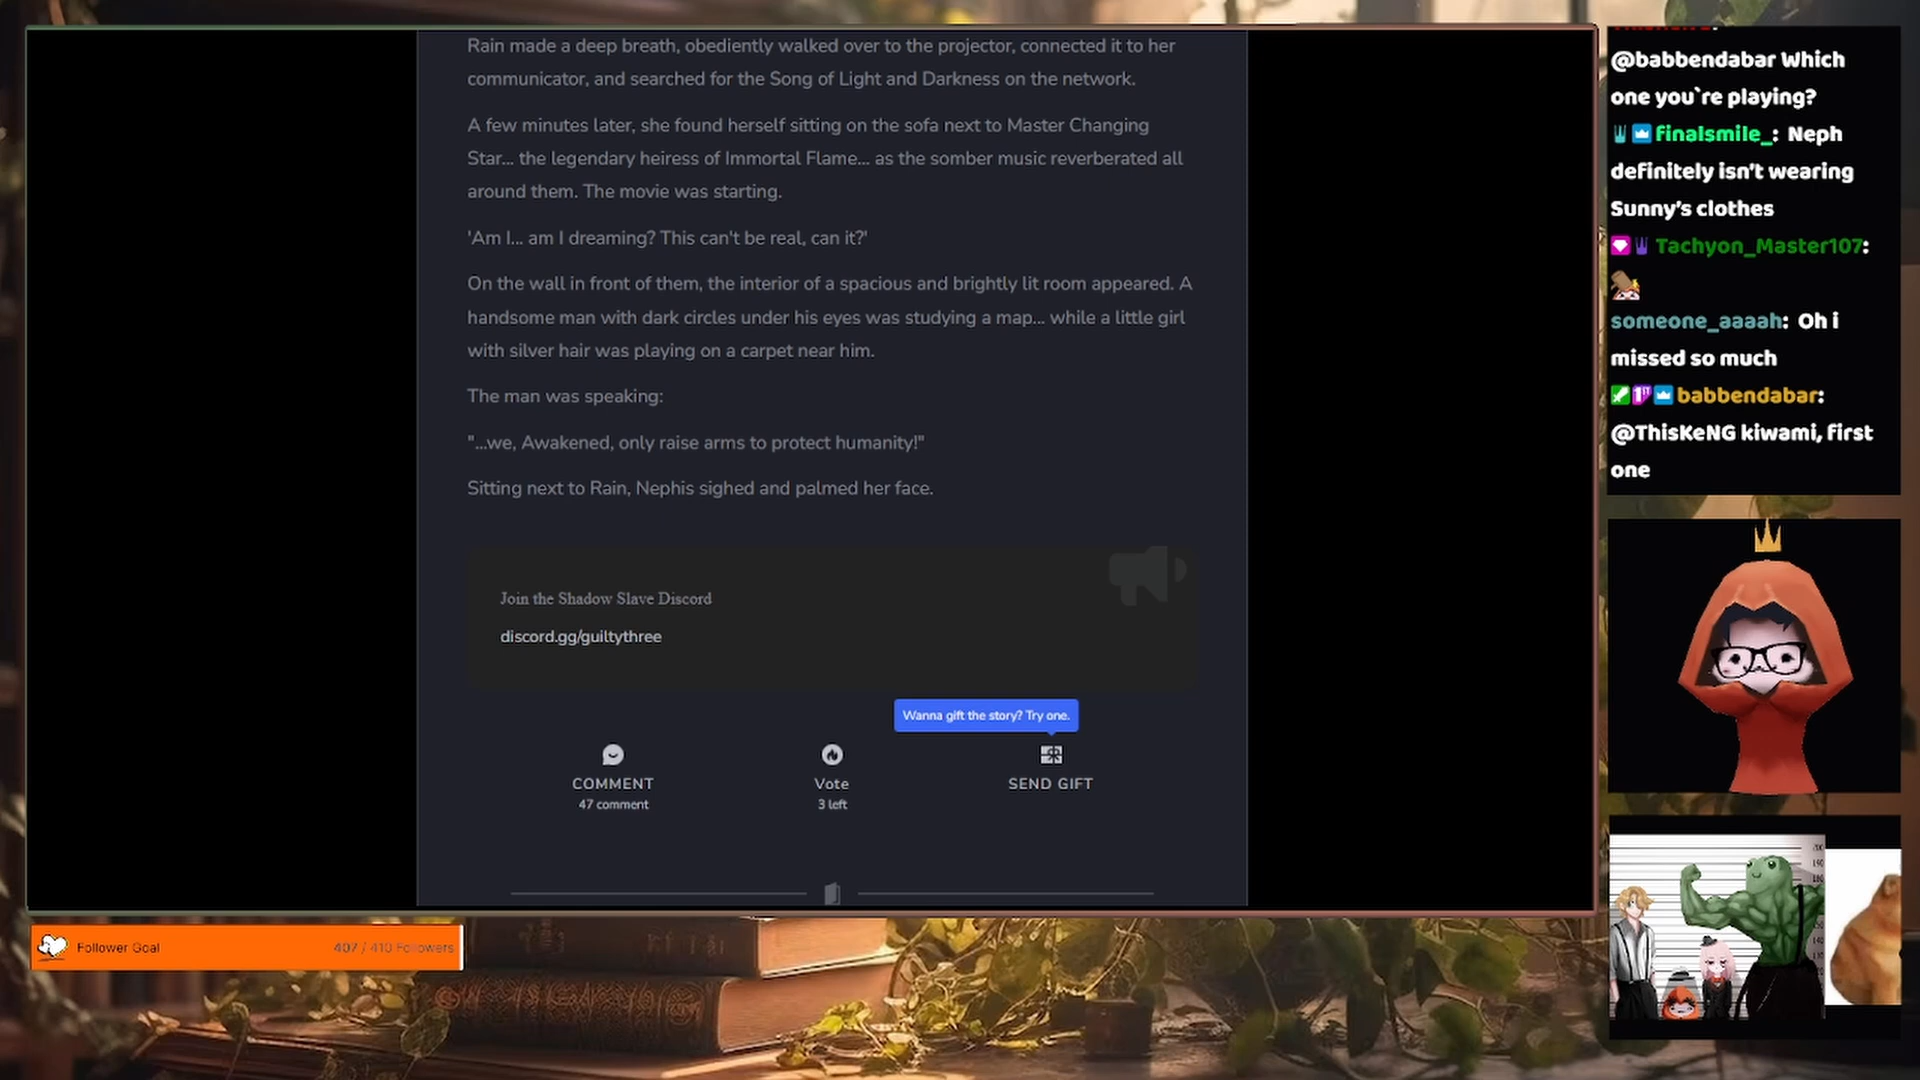 Rain made a deep breath, obediently walked over to the projector, connected it to her
communicator, and searched for the Song of Light and Darkness on the network.
A few minutes later, she found herself sitting on the sofa next to Master Changing
Star... the legendary heiress of Immortal Flame... as the somber music reverberated all
around them. The movie was starting.
'Am I... am I dreaming? This can't be real, can it?'
On the wall in front of them, the interior of a spacious and brightly lit room appeared. A
handsome man with dark circles under his eyes was studying a map... while a little girl
with silver hair was playing on a carpet near him.
The man was speaking:
"...we, Awakened, only raise arms to protect humanity!"
Sitting next to Rain, Nephis sighed and palmed her face.
Join the Shadow Slave Discord
discord.gg/guiltythree
Wanna gift the story? Try one.
COMMENT
47 comment
Vote
3 left
SEND GIFT
Follower Goal
407 / 410 Followers
@babbendabar Which
one you`re playing?
finalsmile_: Neph
definitely isn't wearing
Sunny's clothes
Tachyon_Master107:
someone_aaaah: Oh i
missed so much
babbendabar:
@ThisKeNG kiwami, first
one